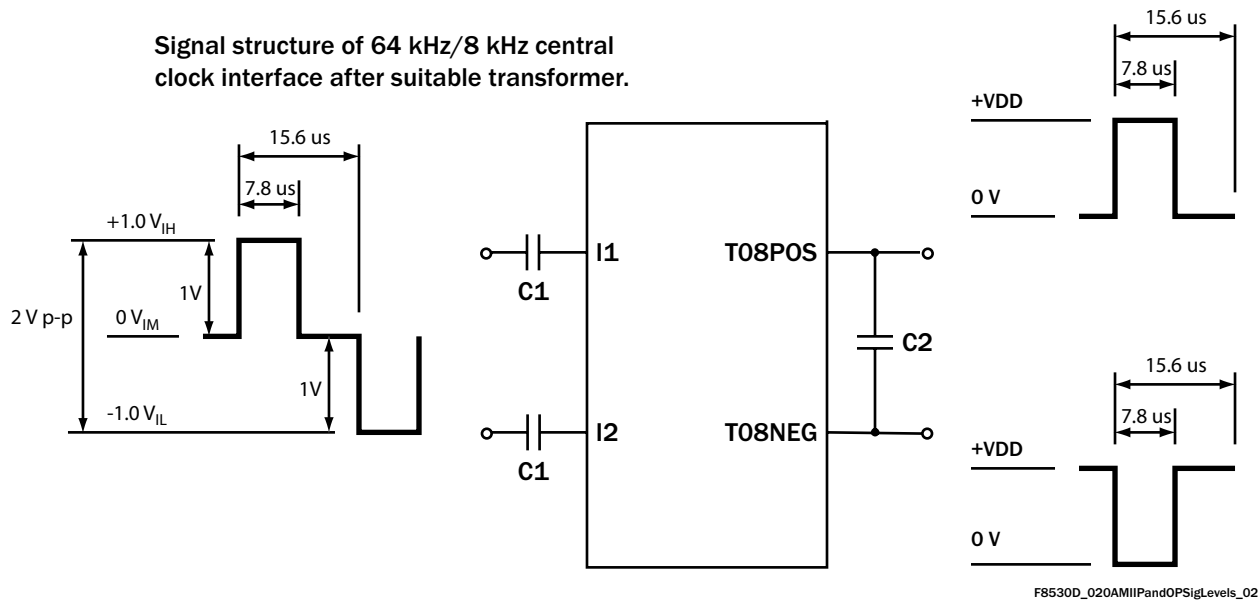 Signal structure of 64 kHz/8 kHz central
clock interface after suitable transformer.
15.6 us
7.8 us
+1.0 VIH
1V
2 V p-p
0 VIM
1V
-1.0 VIL
I1
C1
I2
C1
T08POS
C2
T08NEG
15.6 us
7.8 us
+VDD
0 V
15.6 us
7.8 us
+VDD
0 V
F8530D_020AMIIPandOPSigLevels_02